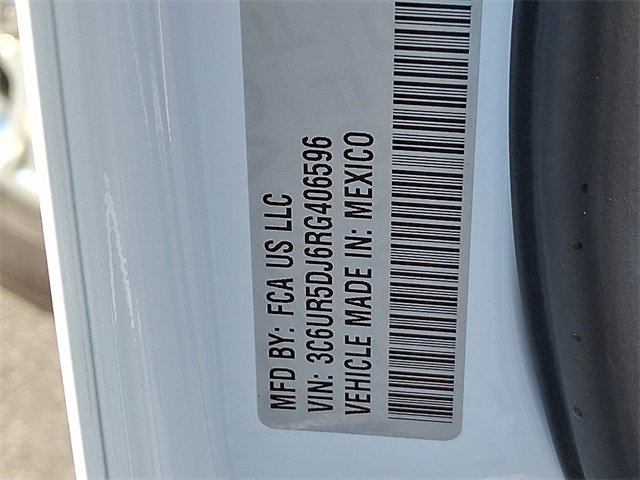 MFD BY: FCA US LLC
VIN: 3C6UR5DJ6RG406596
VEHICLE MADE IN: MEXICO